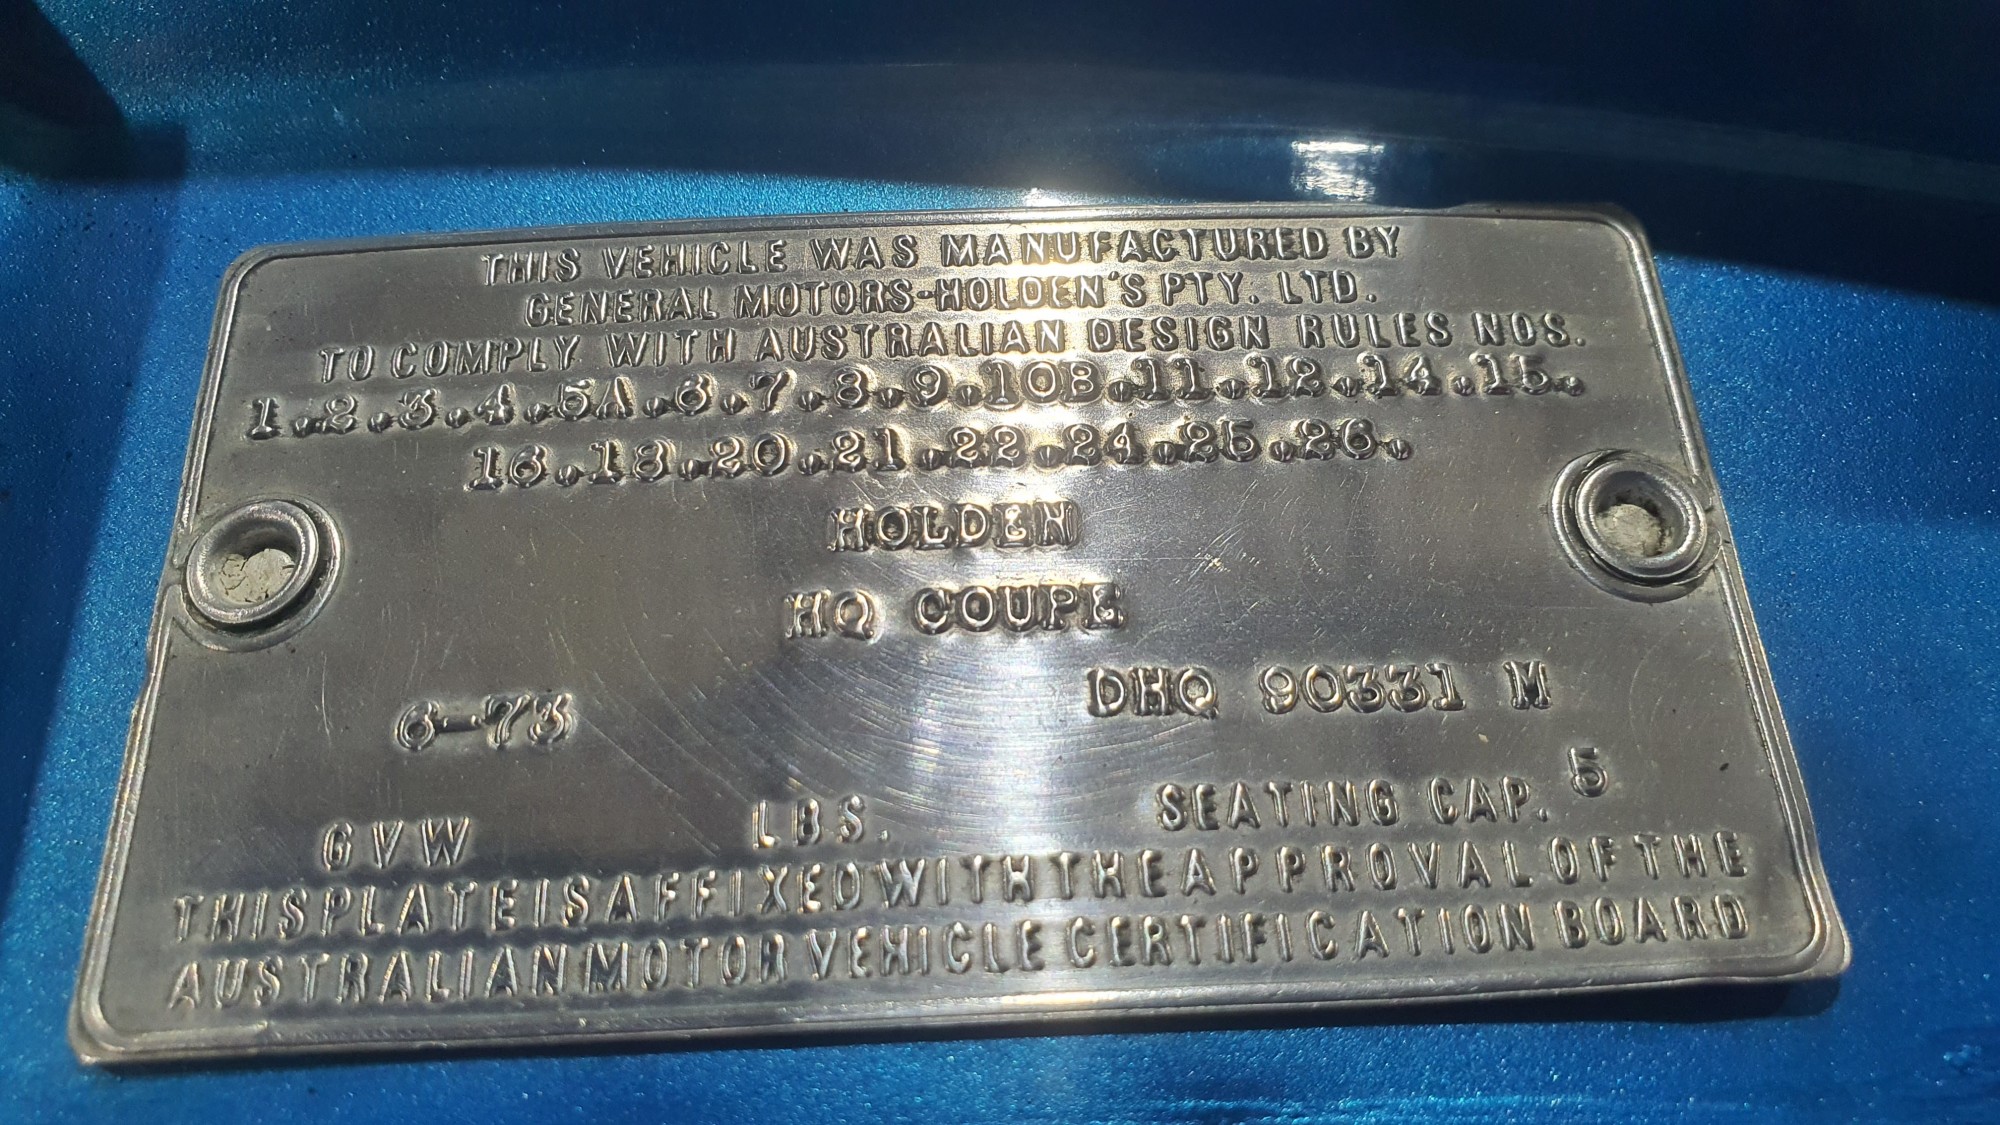 THIS VEHICLE WAS MANUFACTURED BY
GENERAL MOTORS-HOLDEN'S PTY. LTD.
TO COMPLY WITH AUSTRALIAN DESIGN RULES NOS.
1.2.3.4.5A.6.7.8.9.10B.11.12.14.15.
16.18.20.21.22.24.25.26.
HOLDEN
HQ COUPE
6-73 DHQ 90331 M
GVW LBS. SEATING CAP. 5
THIS PLATE IS AFFIXED WITH THE APPROVAL OF THE
AUSTRALIAN MOTOR VEHICLE CERTIFICATION BOARD